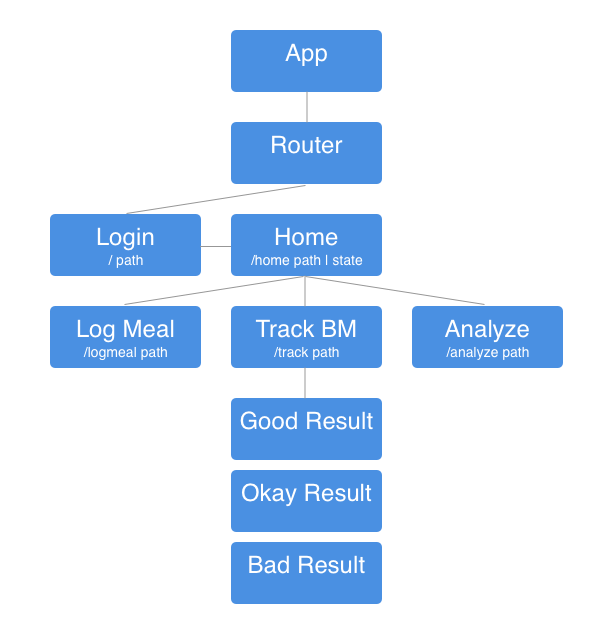 App
Router
Login
/ path
Home
/home path | state
Log Meal
/logmeal path
Track BM
/track path
Analyze
/analyze path
Good Result
Okay Result
Bad Result